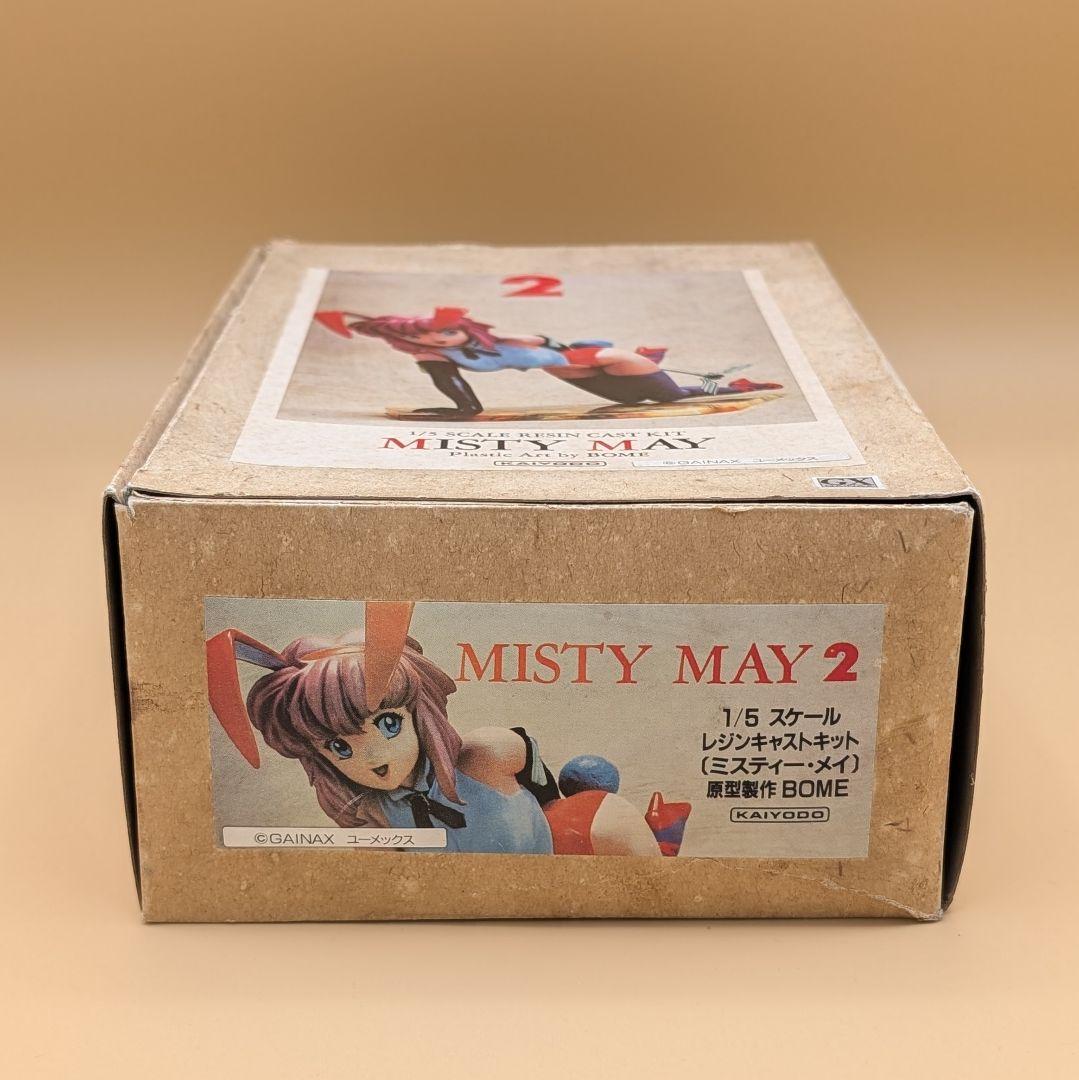 2
1/5 SCALE RESIN CAST KIT
MISTY MAY
Plastic Art by BOME
KAIYODO
©GAINAX ユーメックス
GX
MISTY MAY 2
1/5 スケール
レジンキャストキット
〔ミスティー・メイ〕
原型製作 BOME
KAIYODO
©GAINAX ユーメックス